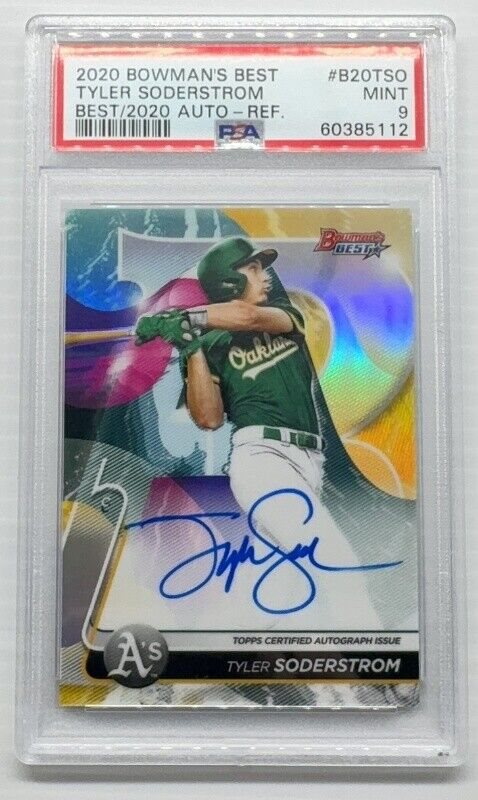 2020 BOWMAN'S BEST #B20TSO
TYLER SODERSTROM MINT
BEST/2020 AUTO-REF. 9
PSA 60385112
BOWMAN'S
BEST
Oakland
TOPPS CERTIFIED AUTOGRAPH ISSUE
A's TYLER SODERSTROM